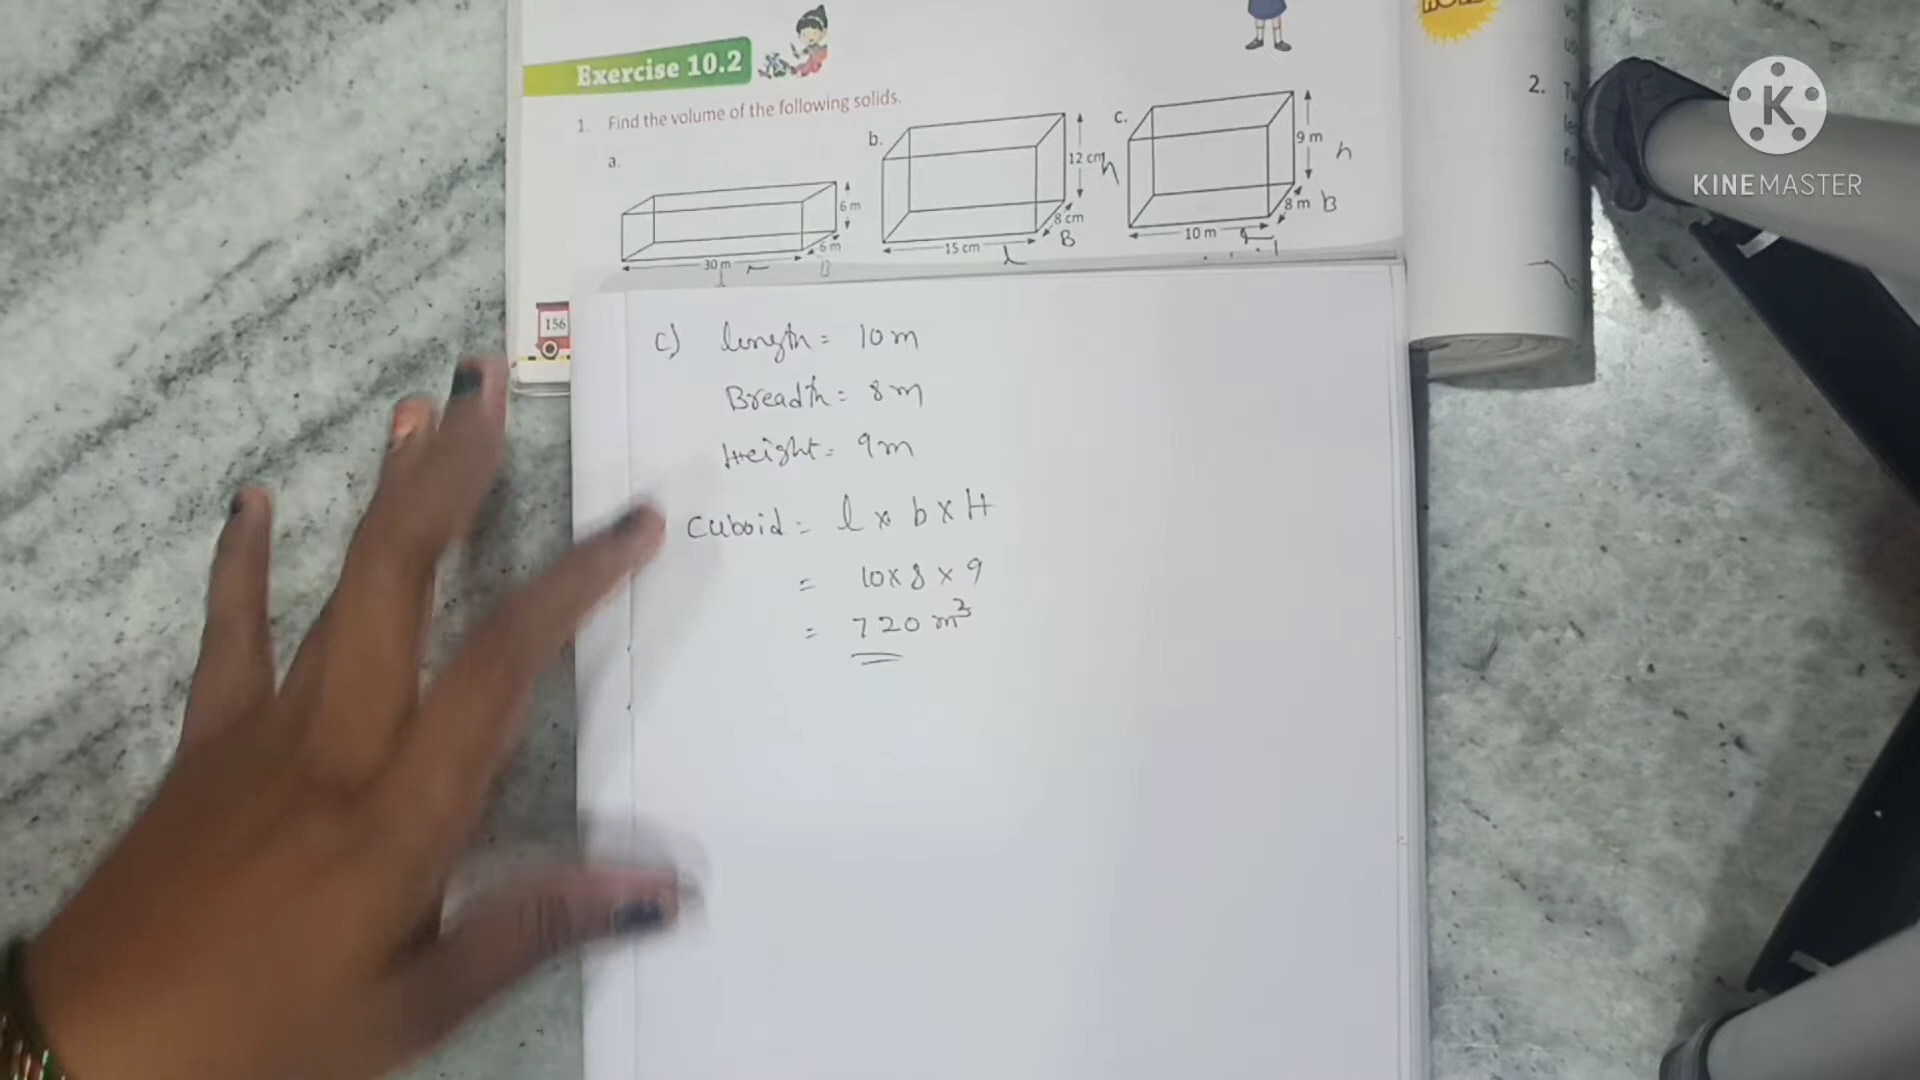 Exercise 10.2
1. Find the volume of the following solids.
a.
6 m
6 m
30 m
B
l
b.
12 cm
h
8 cm
B
15 cm
l
c.
9 m
h
8 m
B
10 m
2.
KINEMASTER
156
c) length = 10 m
Breadth = 8 m
Height = 9 m
Cuboid = l x b x H
= 10 x 8 x 9
= 720 m³